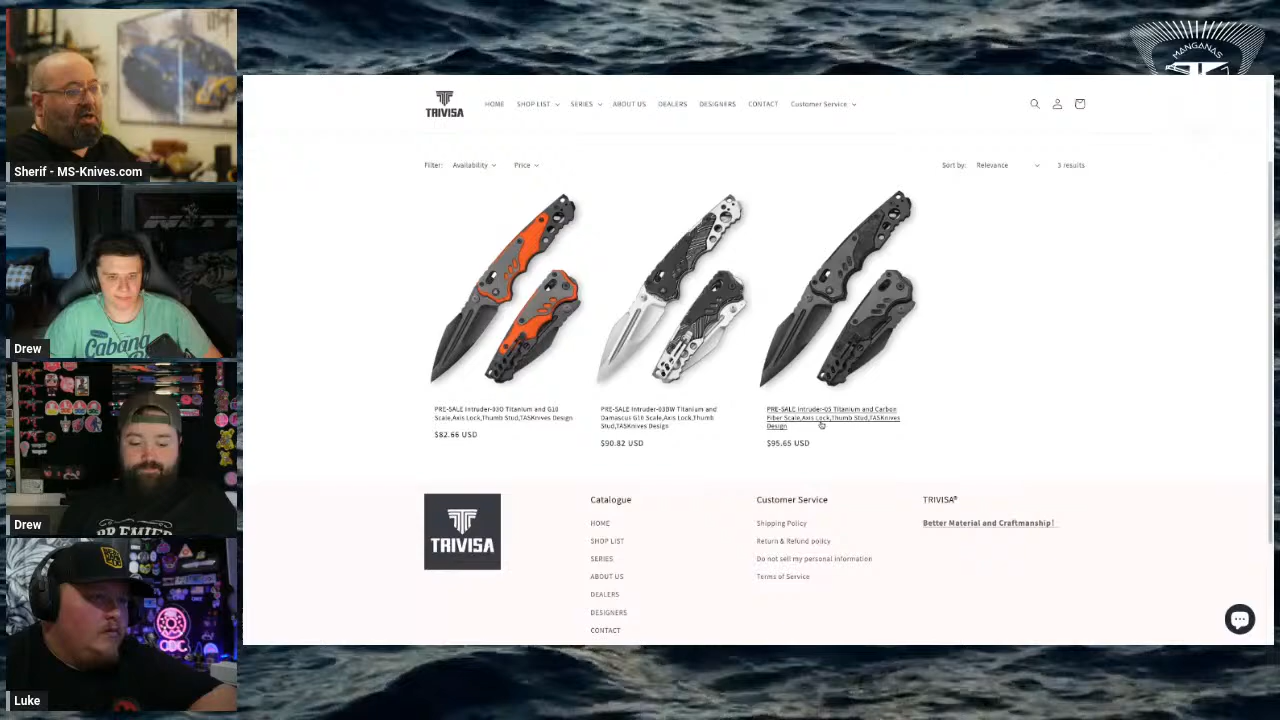 MANGANAS
TRIVISA
HOME
SHOP LIST
SERIES
ABOUT US
DEALERS
DESIGNERS
CONTACT
Customer Service
Filter:
Availability
Price
Sort by:
Relevance
3 results
PRE-SALE Intruder-03O Titanium and G10
Scale,Axis Lock,Thumb Stud,TASKnives Design
$82.66 USD
PRE-SALE Intruder-03BW Titanium and
Damascus G10 Scale,Axis Lock,Thumb
Stud,TASKnives Design
$90.82 USD
PRE-SALE Intruder-05 Titanium and Carbon
Fiber Scale,Axis Lock,Thumb Stud,TASKnives
Design
$95.65 USD
TRIVISA
Catalogue
HOME
SHOP LIST
SERIES
ABOUT US
DEALERS
DESIGNERS
CONTACT
Customer Service
Shipping Policy
Return & Refund policy
Do not sell my personal information
Terms of Service
TRIVISA®
Better Material and Craftmanship!
Sherif - MS-Knives.com
Cabana
Drew
PREMIER
Drew
ODC
Luke